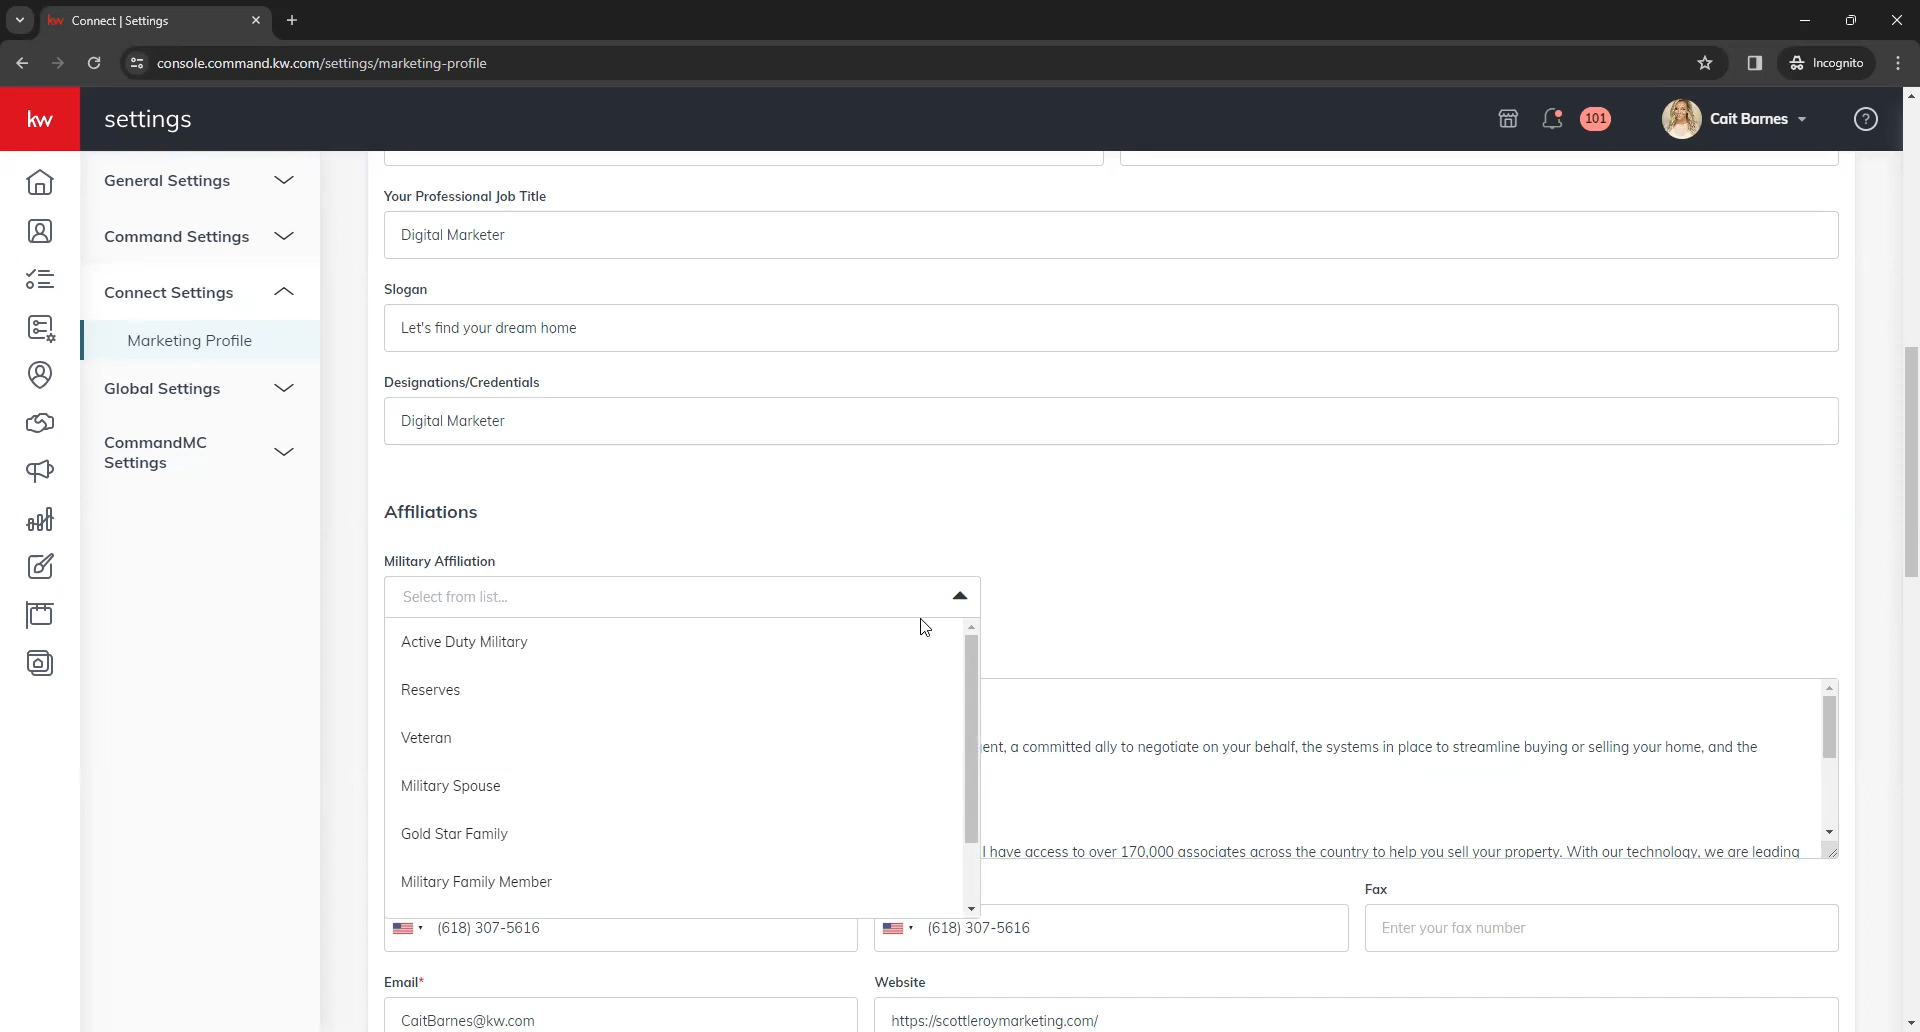 Connect | Settings
console.command.kw.com/settings/marketing-profile
Incognito
kw
settings
101
Cait Barnes
General Settings
Command Settings
Connect Settings
Marketing Profile
Global Settings
CommandMC
Settings
Your Professional Job Title
Digital Marketer
Slogan
Let's find your dream home
Designations/Credentials
Digital Marketer
Affiliations
Military Affiliation
Select from list...
Active Duty Military
Reserves
Veteran
Military Spouse
Gold Star Family
Military Family Member
a committed ally to negotiate on your behalf, the systems in place to streamline buying or selling your home, and the
I have access to over 170,000 associates across the country to help you sell your property. With our technology, we are leading
Fax
(618) 307-5616
(618) 307-5616
Enter your fax number
Email*
Website
CaitBarnes@kw.com
https://scottleroymarketing.com/